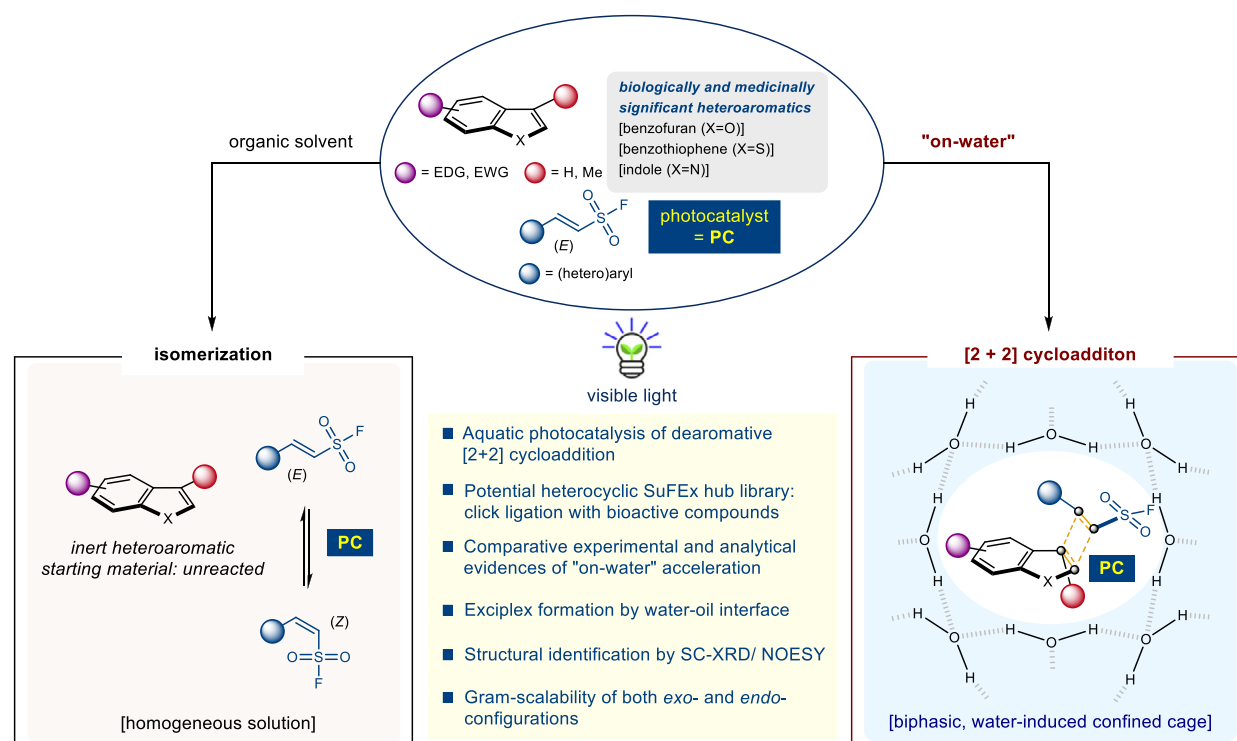 biologically and medicinally
significant heteroaromatics
[benzofuran (X=O)]
[benzothiophene (X=S)]
[indole (X=N)]
X
= EDG, EWG
= H, Me
O
F
S
O
(E)
photocatalyst
= PC
= (hetero)aryl
organic solvent
"on-water"
visible light
isomerization
O
F
S
O
(E)
X
PC
inert heteroaromatic
starting material: unreacted
(Z)
O=S=O
F
[homogeneous solution]
Aquatic photocatalysis of dearomative
[2+2] cycloaddition
Potential heterocyclic SuFEx hub library:
click ligation with bioactive compounds
Comparative experimental and analytical
evidences of "on-water" acceleration
Exciplex formation by water-oil interface
Structural identification by SC-XRD/ NOESY
Gram-scalability of both exo- and endo-
configurations
[2 + 2] cycloadditon
H
H
O
H
O
H
O
H
H
H
O
F
S
O
O
O
X
PC
H
H
O
H
O
H
O
H
H
[biphasic, water-induced confined cage]